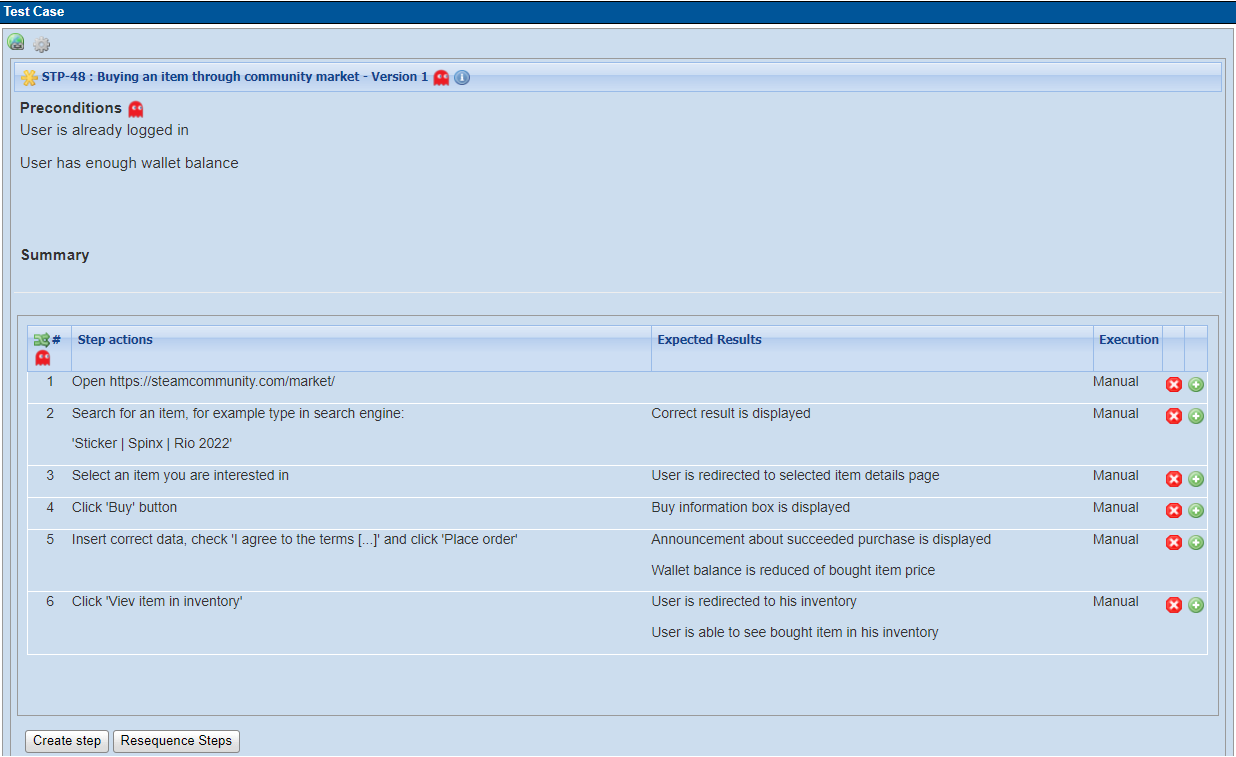 Test Case
STP-48 : Buying an item through community market - Version 1
Preconditions
User is already logged in
User has enough wallet balance
Summary
# Step actions Expected Results Execution
1 Open https://steamcommunity.com/market/ Manual
2 Search for an item, for example type in search engine: Correct result is displayed Manual
'Sticker | Spinx | Rio 2022'
3 Select an item you are interested in User is redirected to selected item details page Manual
4 Click 'Buy' button Buy information box is displayed Manual
5 Insert correct data, check 'I agree to the terms [...]' and click 'Place order' Announcement about succeeded purchase is displayed Manual
Wallet balance is reduced of bought item price
6 Click 'Viev item in inventory' User is redirected to his inventory Manual
User is able to see bought item in his inventory
Create step Resequence Steps